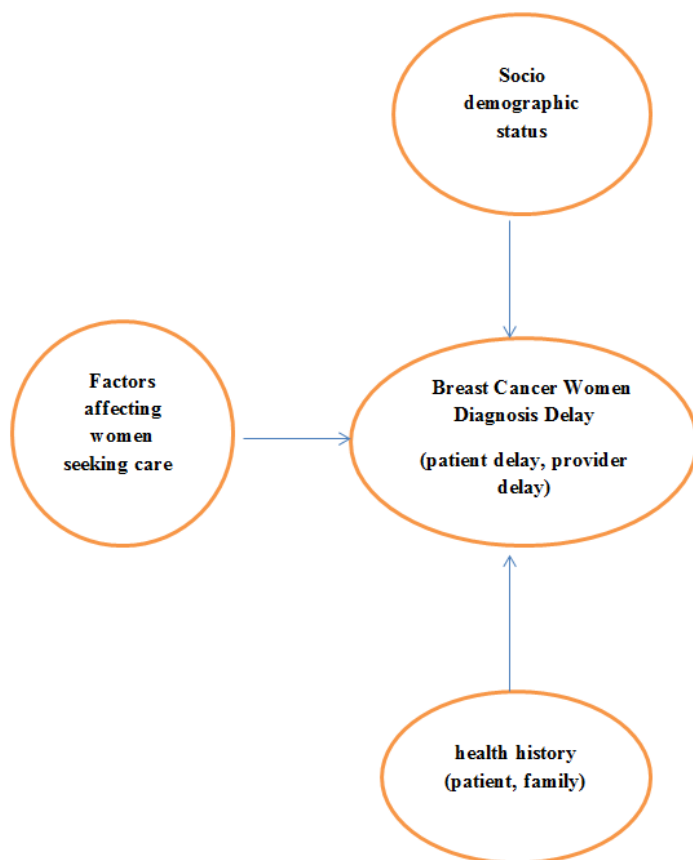 Socio
demographic
status
Factors
affecting
women
seeking care
Breast Cancer Women
Diagnosis Delay
(patient delay, provider
delay)
health history
(patient, family)